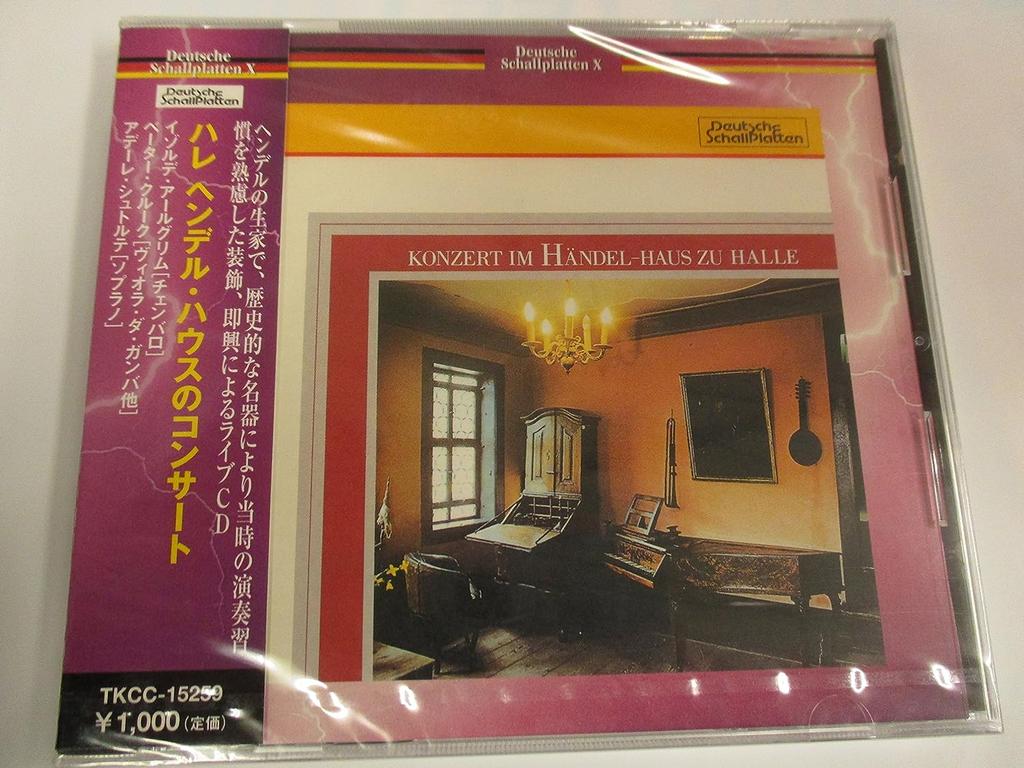 Deutsche
Schallplatten X
Deutsche
SchallPlatten
ヘンデルの生家で、歴史的な名器により当時の演奏習
慣を熟慮した装飾、即興によるライブCD
ハレ ヘンデル・ハウスのコンサート
イゾルデ・アールグリム[チェンバロ]
ペーター・クルーク[ヴィオラ・ダ・ガンバ他]
アデーレ・シュトルテ[ソプラノ]
TKCC-15259
¥1,000(定価)
Deutsche
Schallplatten X
Deutsche
SchallPlatten
KONZERT IM HÄNDEL-HAUS ZU HALLE